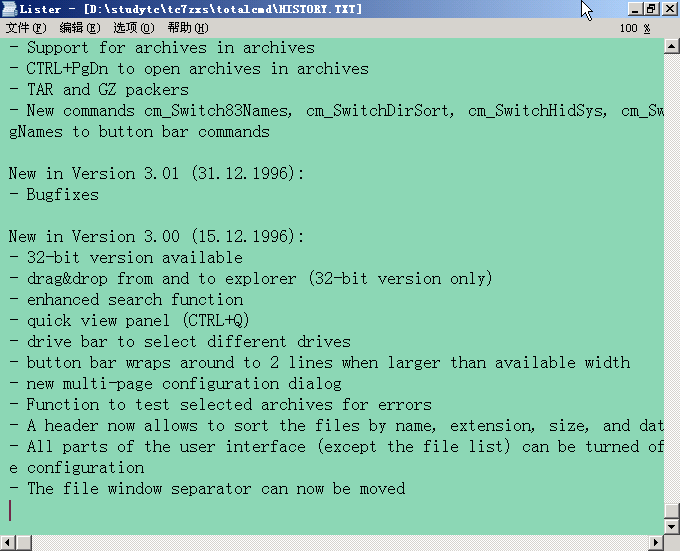 Lister - [D:\studytc\tc7zxs\totalcmd\HISTORY.TXT]
文件(F) 编辑(E) 选项(O) 帮助(H) 100 %
- Support for archives in archives
- CTRL+PgDn to open archives in archives
- TAR and GZ packers
- New commands cm_Switch83Names, cm_SwitchDirSort, cm_SwitchHidSys, cm_Sw
gNames to button bar commands
New in Version 3.01 (31.12.1996):
- Bugfixes
New in Version 3.00 (15.12.1996):
- 32-bit version available
- drag&drop from and to explorer (32-bit version only)
- enhanced search function
- quick view panel (CTRL+Q)
- drive bar to select different drives
- button bar wraps around to 2 lines when larger than available width
- new multi-page configuration dialog
- Function to test selected archives for errors
- A header now allows to sort the files by name, extension, size, and dat
- All parts of the user interface (except the file list) can be turned of
e configuration
- The file window separator can now be moved